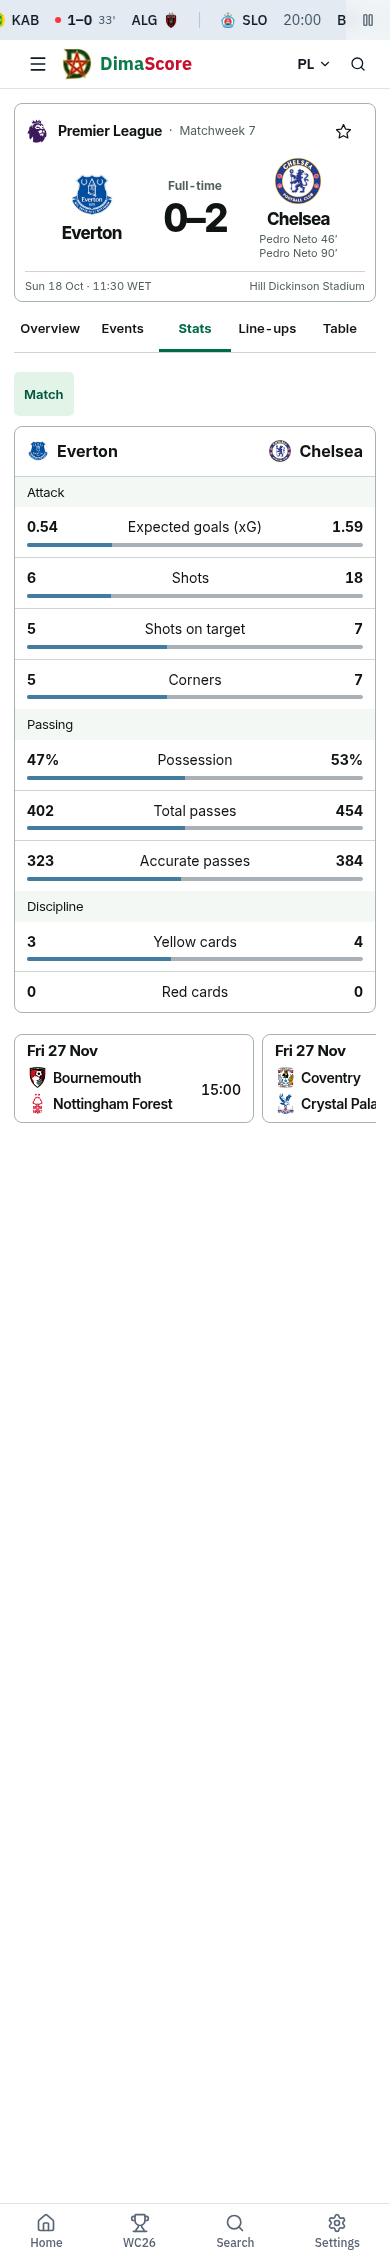 KAB 1–0 33' ALG SLO 20:00 B
DimaScore PL
Premier League · Matchweek 7
Full-time
Everton 0–2 Chelsea
Pedro Neto 46'
Pedro Neto 90'
Sun 18 Oct · 11:30 WET Hill Dickinson Stadium
Overview Events Stats Line-ups Table
Match
Everton Chelsea
Attack
0.54 Expected goals (xG) 1.59
6 Shots 18
5 Shots on target 7
5 Corners 7
Passing
47% Possession 53%
402 Total passes 454
323 Accurate passes 384
Discipline
3 Yellow cards 4
0 Red cards 0
Fri 27 Nov Fri 27 Nov
Bournemouth Coventry
15:00
Nottingham Forest Crystal Pala
Home WC26 Search Settings